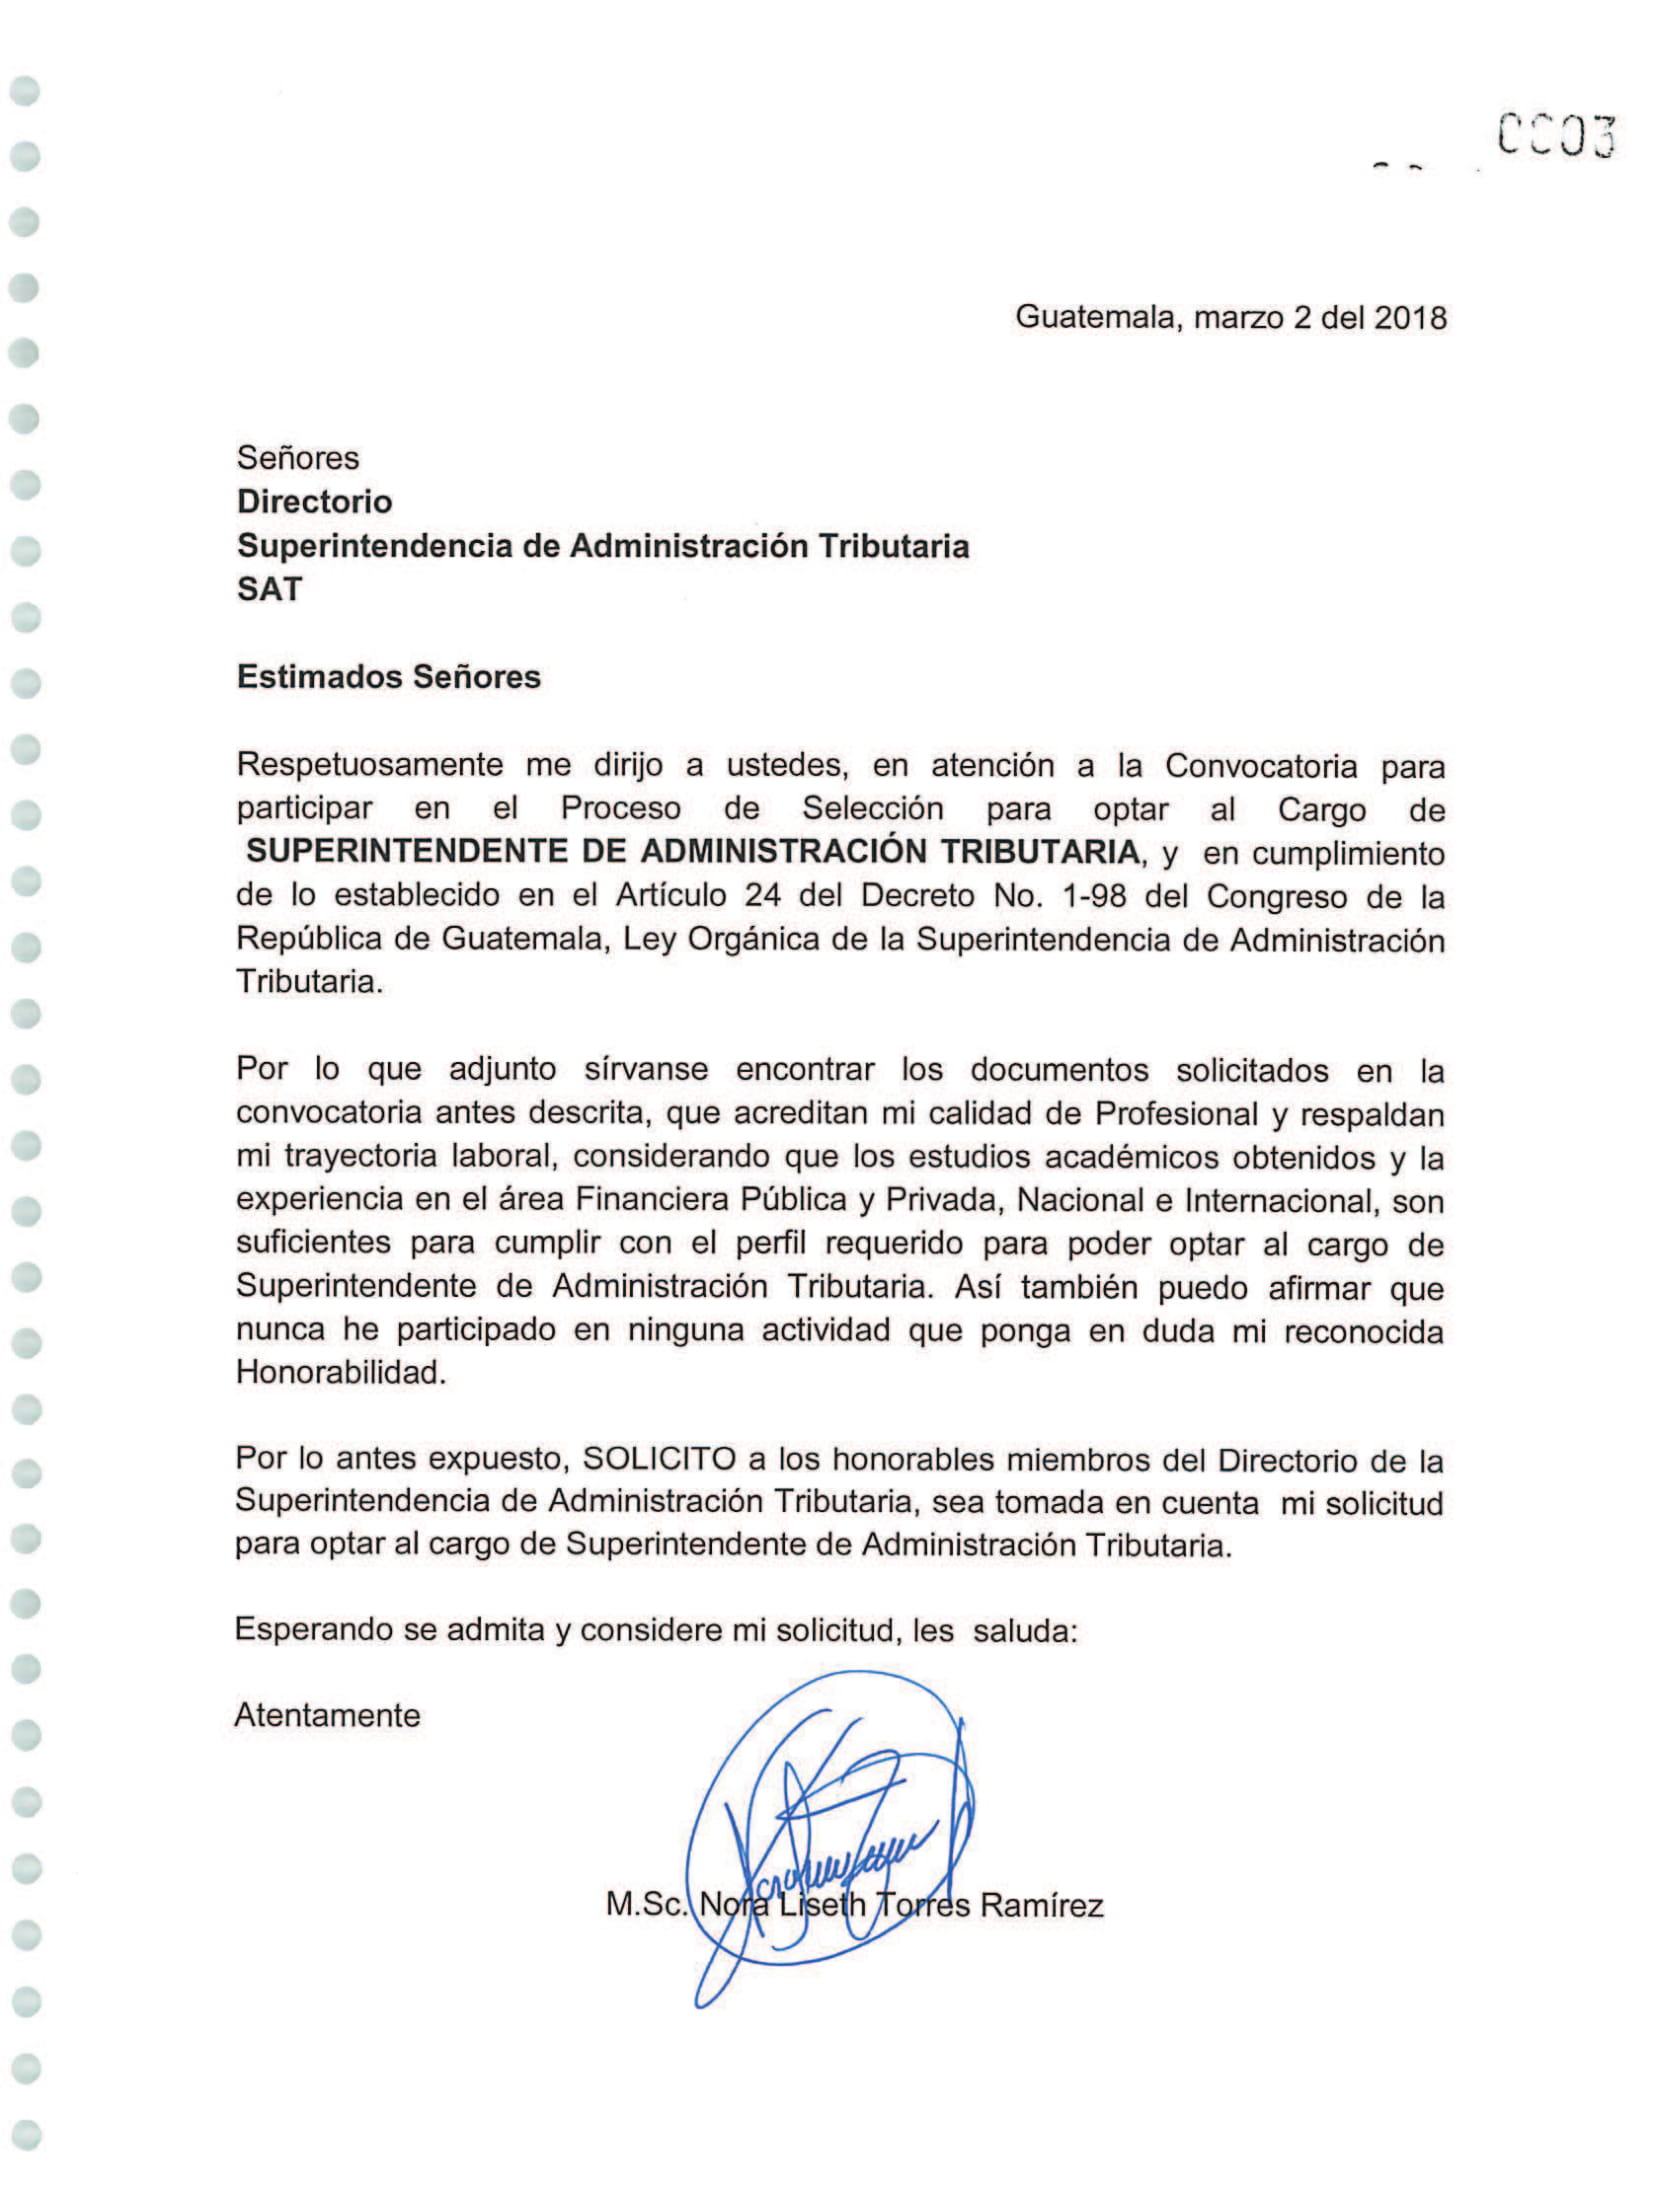 0003
Guatemala, marzo 2 del 2018
Señores
Directorio
Superintendencia de Administración Tributaria
SAT
Estimados Señores
Respetuosamente me dirijo a ustedes, en atención a la Convocatoria para
participar en el Proceso de Selección para optar al Cargo de
SUPERINTENDENTE DE ADMINISTRACIÓN TRIBUTARIA, y en cumplimiento
de lo establecido en el Artículo 24 del Decreto No. 1-98 del Congreso de la
República de Guatemala, Ley Orgánica de la Superintendencia de Administración
Tributaria.
Por lo que adjunto sírvanse encontrar los documentos solicitados en la
convocatoria antes descrita, que acreditan mi calidad de Profesional y respaldan
mi trayectoria laboral, considerando que los estudios académicos obtenidos y la
experiencia en el área Financiera Pública y Privada, Nacional e Internacional, son
suficientes para cumplir con el perfil requerido para poder optar al cargo de
Superintendente de Administración Tributaria. Así también puedo afirmar que
nunca he participado en ninguna actividad que ponga en duda mi reconocida
Honorabilidad.
Por lo antes expuesto, SOLICITO a los honorables miembros del Directorio de la
Superintendencia de Administración Tributaria, sea tomada en cuenta mi solicitud
para optar al cargo de Superintendente de Administración Tributaria.
Esperando se admita y considere mi solicitud, les saluda:
Atentamente
M.Sc. Nora Liseth Torres Ramírez